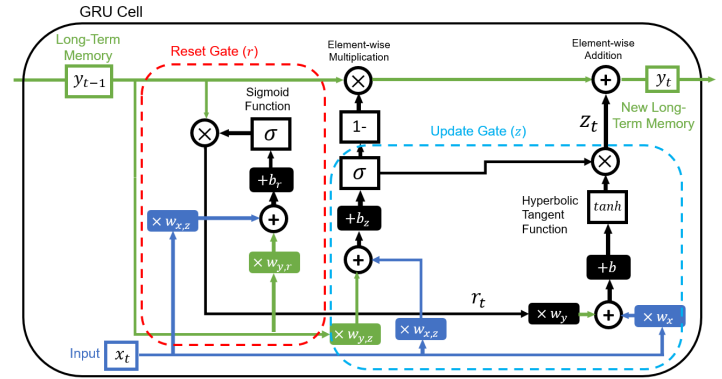 GRU Cell
Long-Term
Memory
y_{t−1}
Reset Gate (r)
Element-wise
Multiplication
×
Element-wise
Addition
+
y_t
New Long-
Term Memory
Sigmoid
Function
×
σ
1-
z_t
Update Gate (z)
+b_r
σ
×
× w_{x,z}
+
+b_z
Hyperbolic
Tangent
Function
tanh
× w_{y,r}
+
+b
r_t
× w_y
+
× w_x
× w_{y,z}
× w_{x,z}
Input
x_t